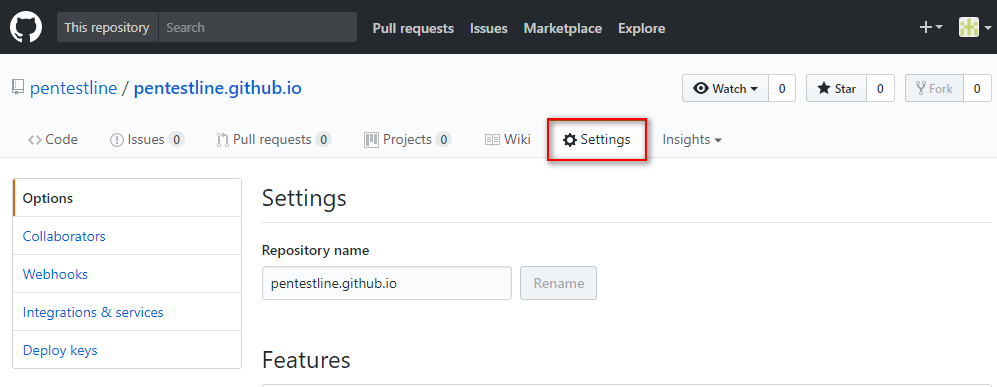 This repository Search Pull requests Issues Marketplace Explore
pentestline / pentestline.github.io Watch 0 Star 0 Fork 0
Code Issues 0 Pull requests 0 Projects 0 Wiki Settings Insights
Options
Collaborators
Webhooks
Integrations & services
Deploy keys
Settings
Repository name
pentestline.github.io Rename
Features